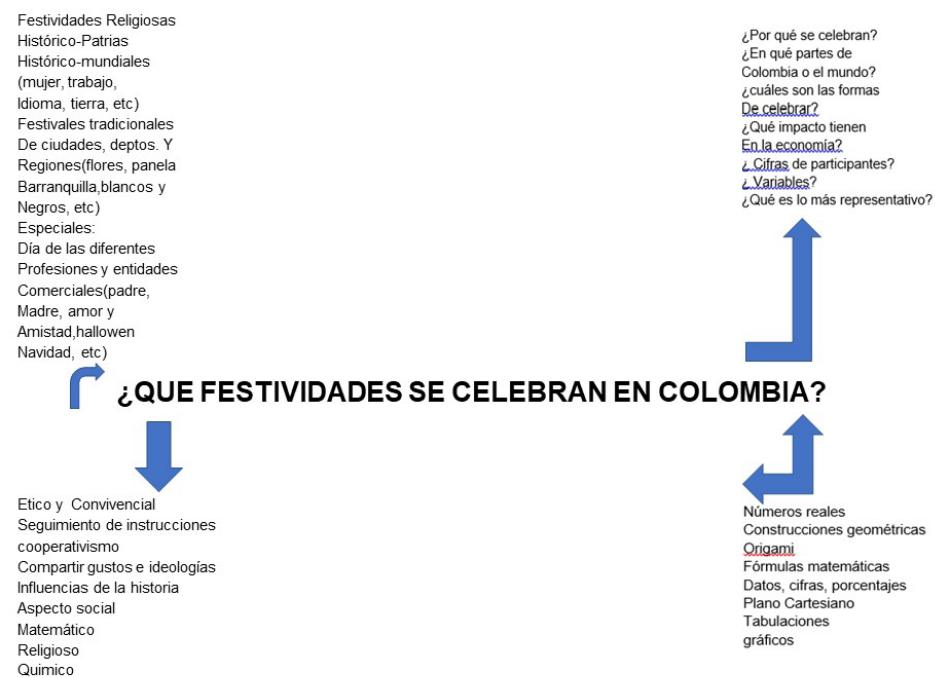 Festividades Religiosas
Histórico-Patrias
Histórico-mundiales
(mujer, trabajo,
Idioma, tierra, etc)
Festivales tradicionales
De ciudades, deptos. Y
Regiones(flores, panela
Barranquilla,blancos y
Negros, etc)
Especiales:
Día de las diferentes
Profesiones y entidades
Comerciales(padre,
Madre, amor y
Amistad,hallowen
Navidad, etc)
¿Por qué se celebran?
¿En qué partes de
Colombia o el mundo?
¿cuáles son las formas
De celebrar?
¿Qué impacto tienen
En la economía?
¿ Cifras de participantes?
¿ Variables?
¿Qué es lo más representativo?
¿QUE FESTIVIDADES SE CELEBRAN EN COLOMBIA?
Etico y Convivencial
Seguimiento de instrucciones
cooperativismo
Compartir gustos e ideologías
Influencias de la historia
Aspecto social
Matemático
Religioso
Quimico
Números reales
Construcciones geométricas
Origami
Fórmulas matemáticas
Datos, cifras, porcentajes
Plano Cartesiano
Tabulaciones
gráficos